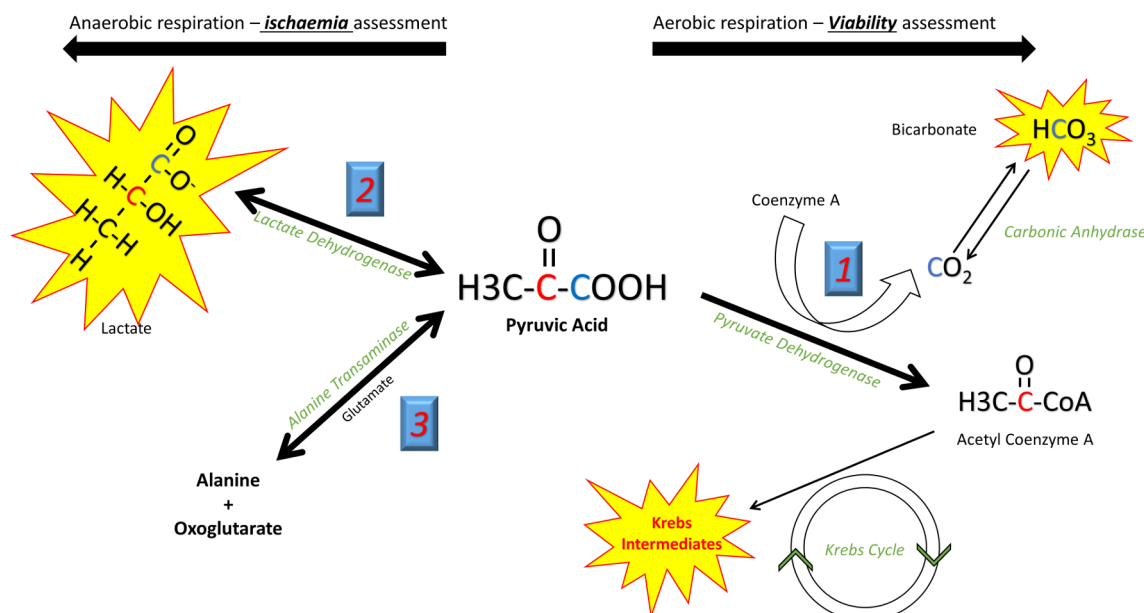 Anaerobic respiration – ischaemia assessment
Aerobic respiration – Viability assessment
O
C
O-
H-C-OH
H-C-H
H
Lactate
2
Lactate Dehydrogenase
O
H3C-C-COOH
Pyruvic Acid
Alanine Transaminase
Glutamate
3
Alanine
+
Oxoglutarate
Bicarbonate
HCO3
Coenzyme A
1
Carbonic Anhydrase
CO2
Pyruvate Dehydrogenase
O
H3C-C-CoA
Acetyl Coenzyme A
Krebs
Intermediates
Krebs Cycle